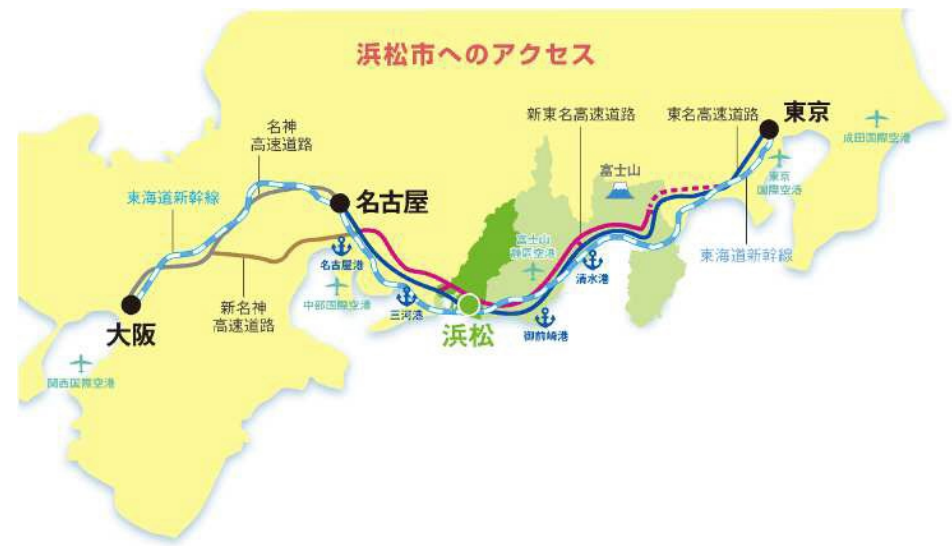 浜松市へのアクセス
新東名高速道路
東名高速道路
東京
成田国際空港
名神
高速道路
富士山
東京
国際空港
東海道新幹線
名古屋
名古屋港
富士山
静岡空港
清水港
東海道新幹線
中部国際空港
三河港
新名神
高速道路
大阪
浜松
御前崎港
関西国際空港